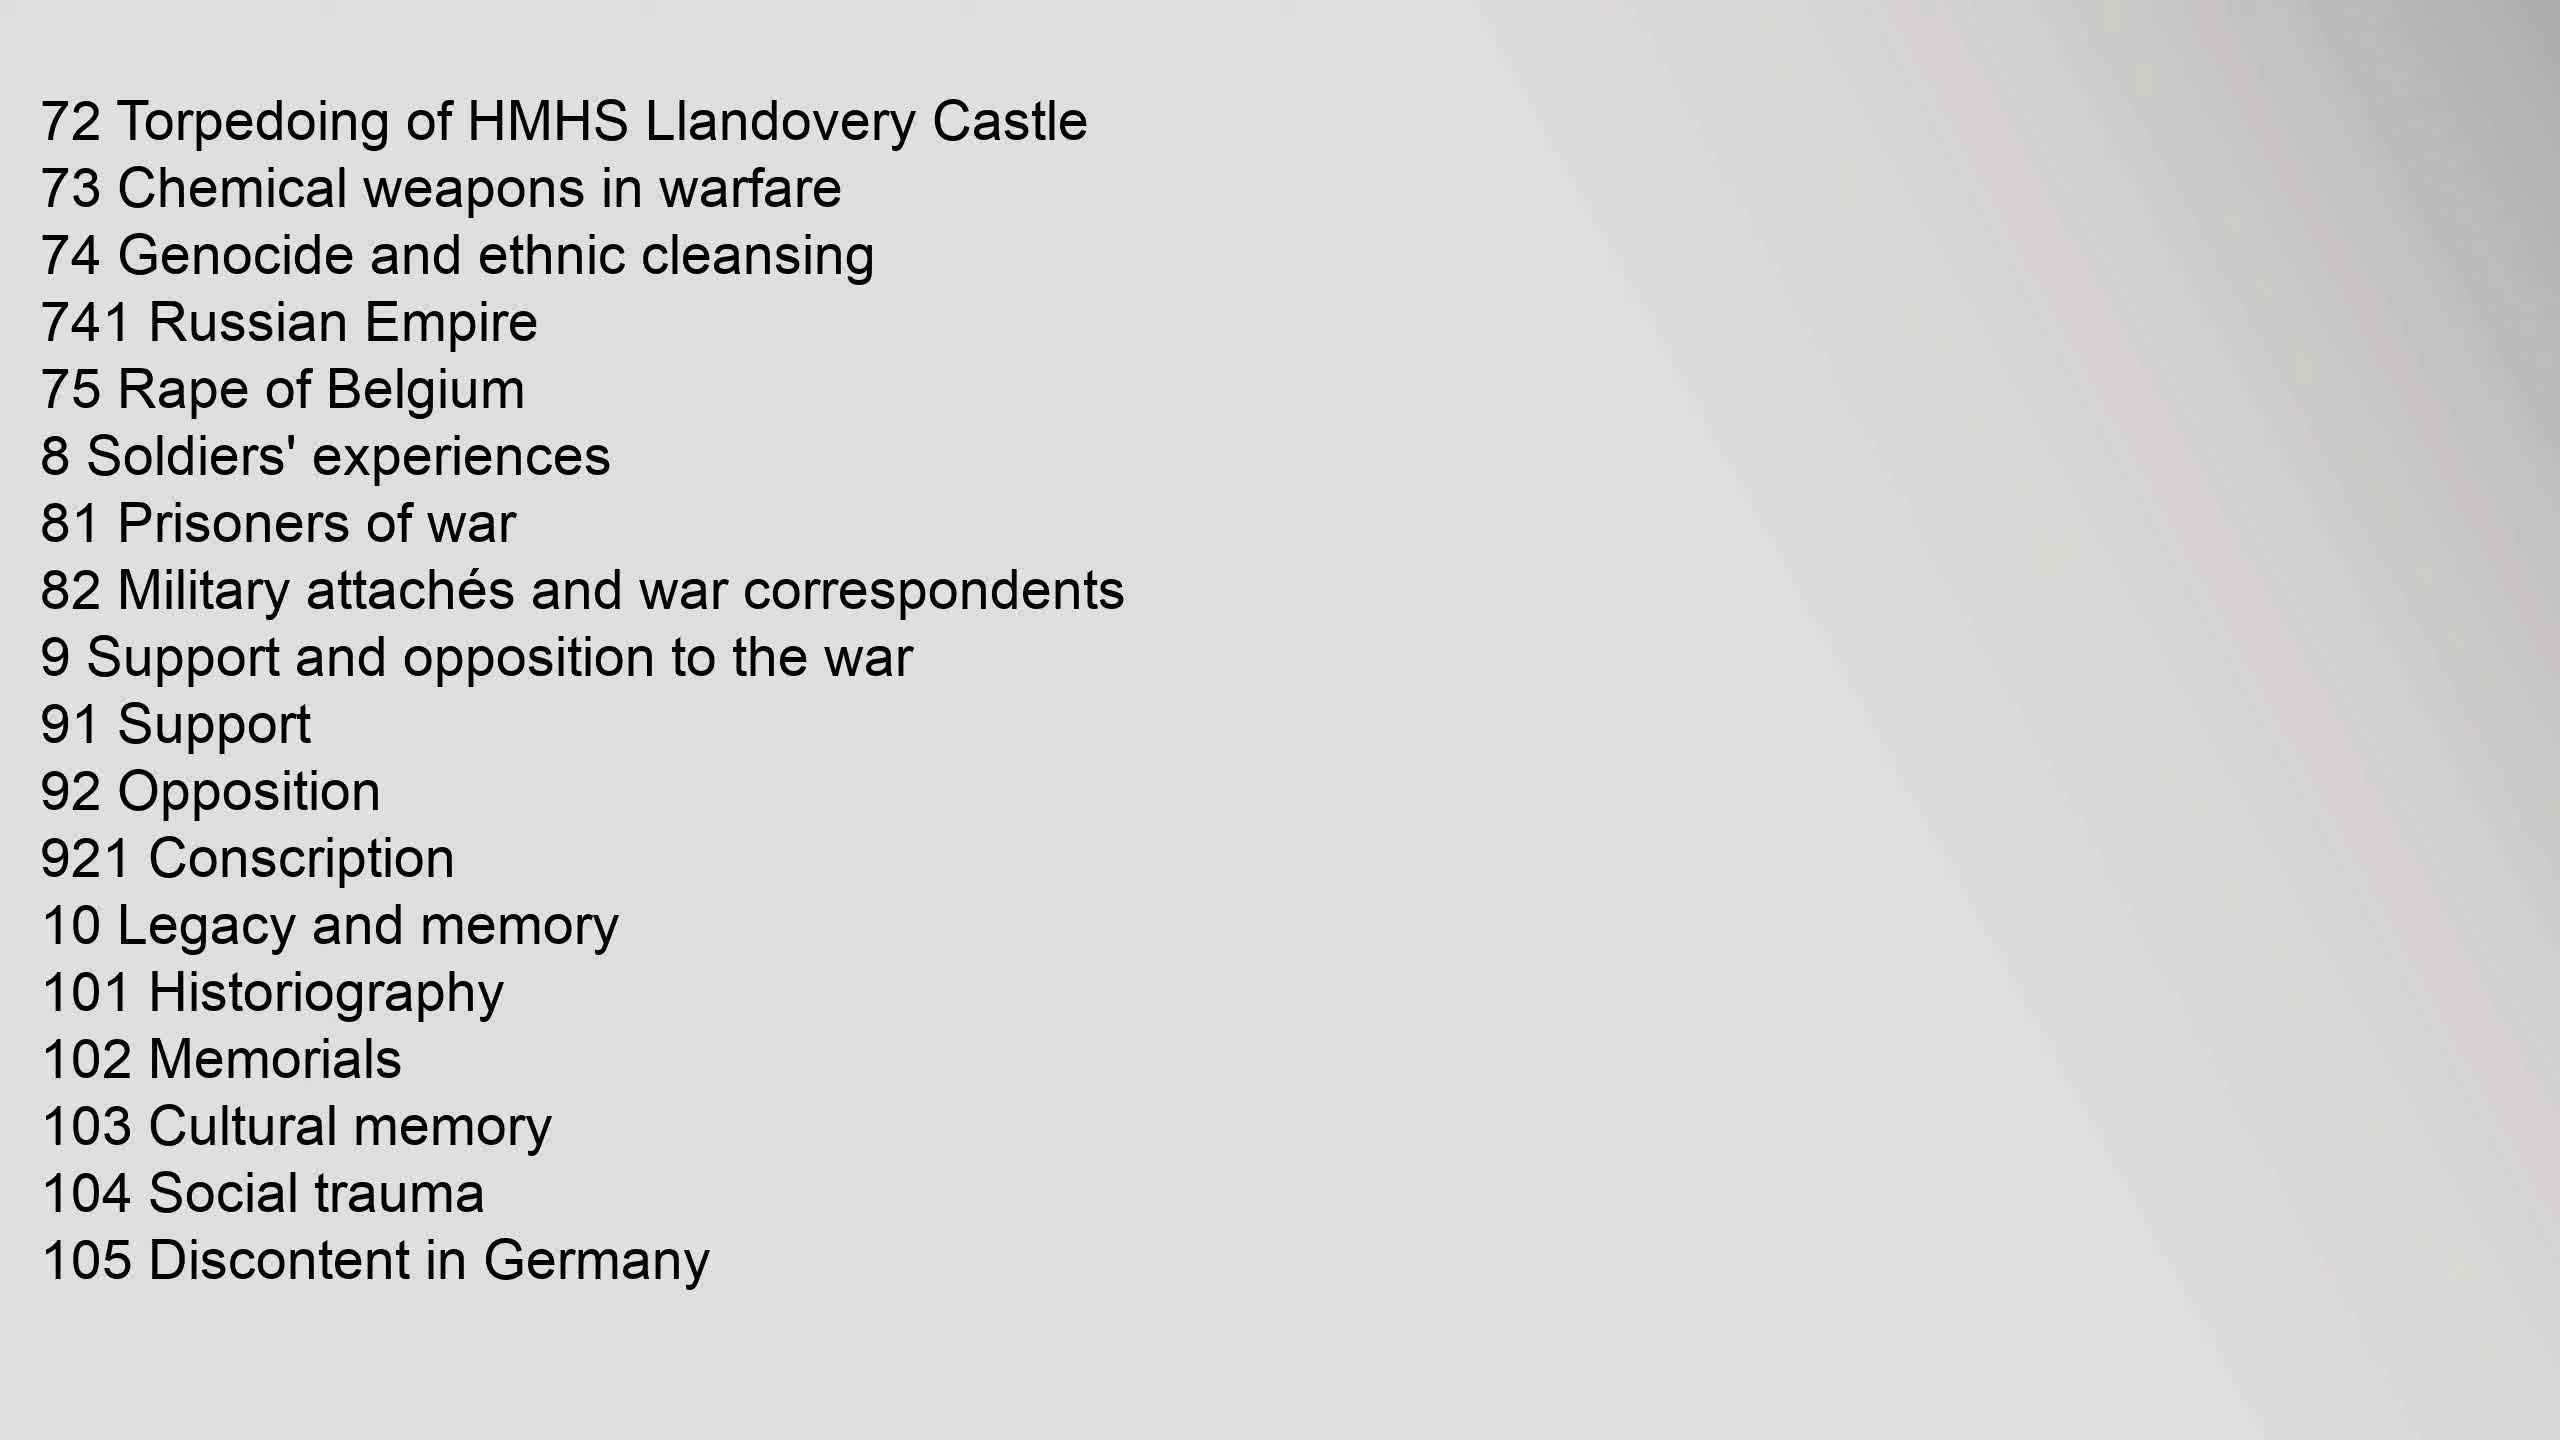 72 Torpedoing of HMHS Llandovery Castle
73 Chemical weapons in warfare
74 Genocide and ethnic cleansing
741 Russian Empire
75 Rape of Belgium
8 Soldiers' experiences
81 Prisoners of war
82 Military attachés and war correspondents
9 Support and opposition to the war
91 Support
92 Opposition
921 Conscription
10 Legacy and memory
101 Historiography
102 Memorials
103 Cultural memory
104 Social trauma
105 Discontent in Germany